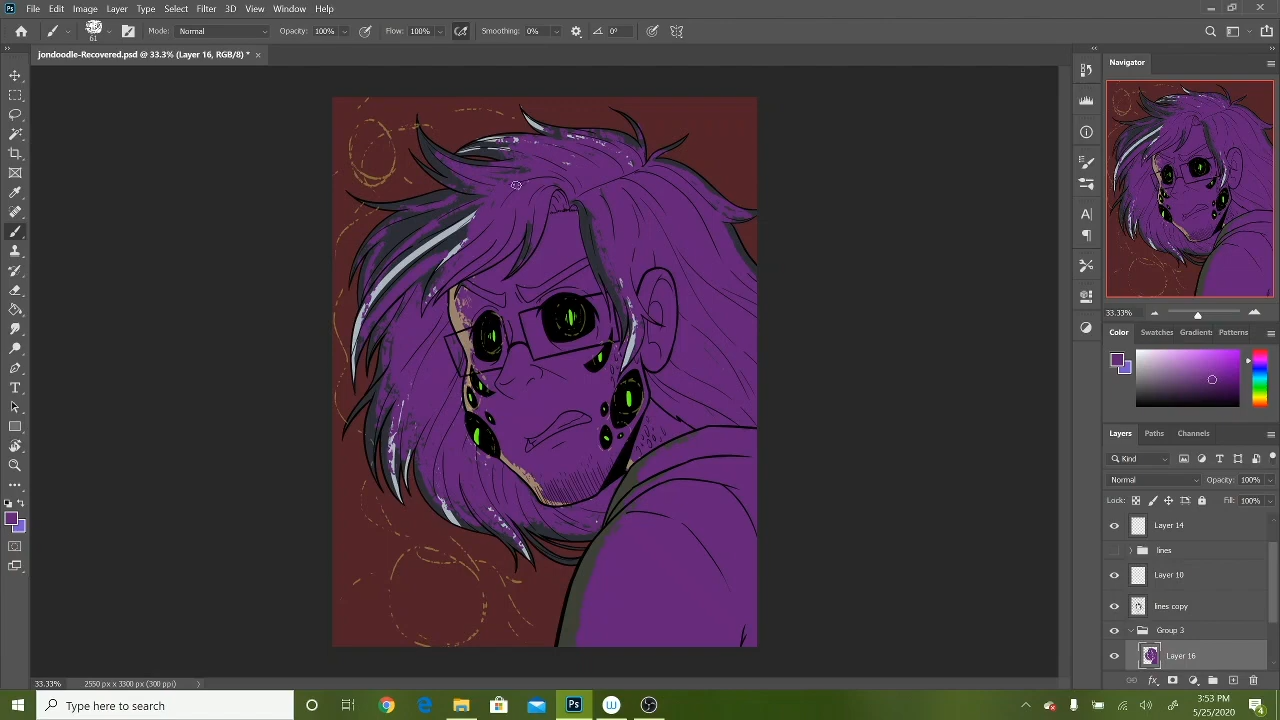 Ps File Edit Image Layer Type Select Filter 3D View Window Help
61 Mode: Normal Opacity: 100% Flow: 100% Smoothing: 0% 0°
jondoodle-Recovered.psd @ 33.3% (Layer 16, RGB/8) * ×
Navigator
33.33%
Color Swatches Gradients Patterns
Layers Paths Channels
Kind
Normal Opacity: 100%
Lock: Fill: 100%
Layer 14
lines
Layer 10
lines copy
Group 3
Layer 16
33.33% 2550 px x 3300 px (300 ppi)
Type here to search
3:53 PM
5/25/2020
4